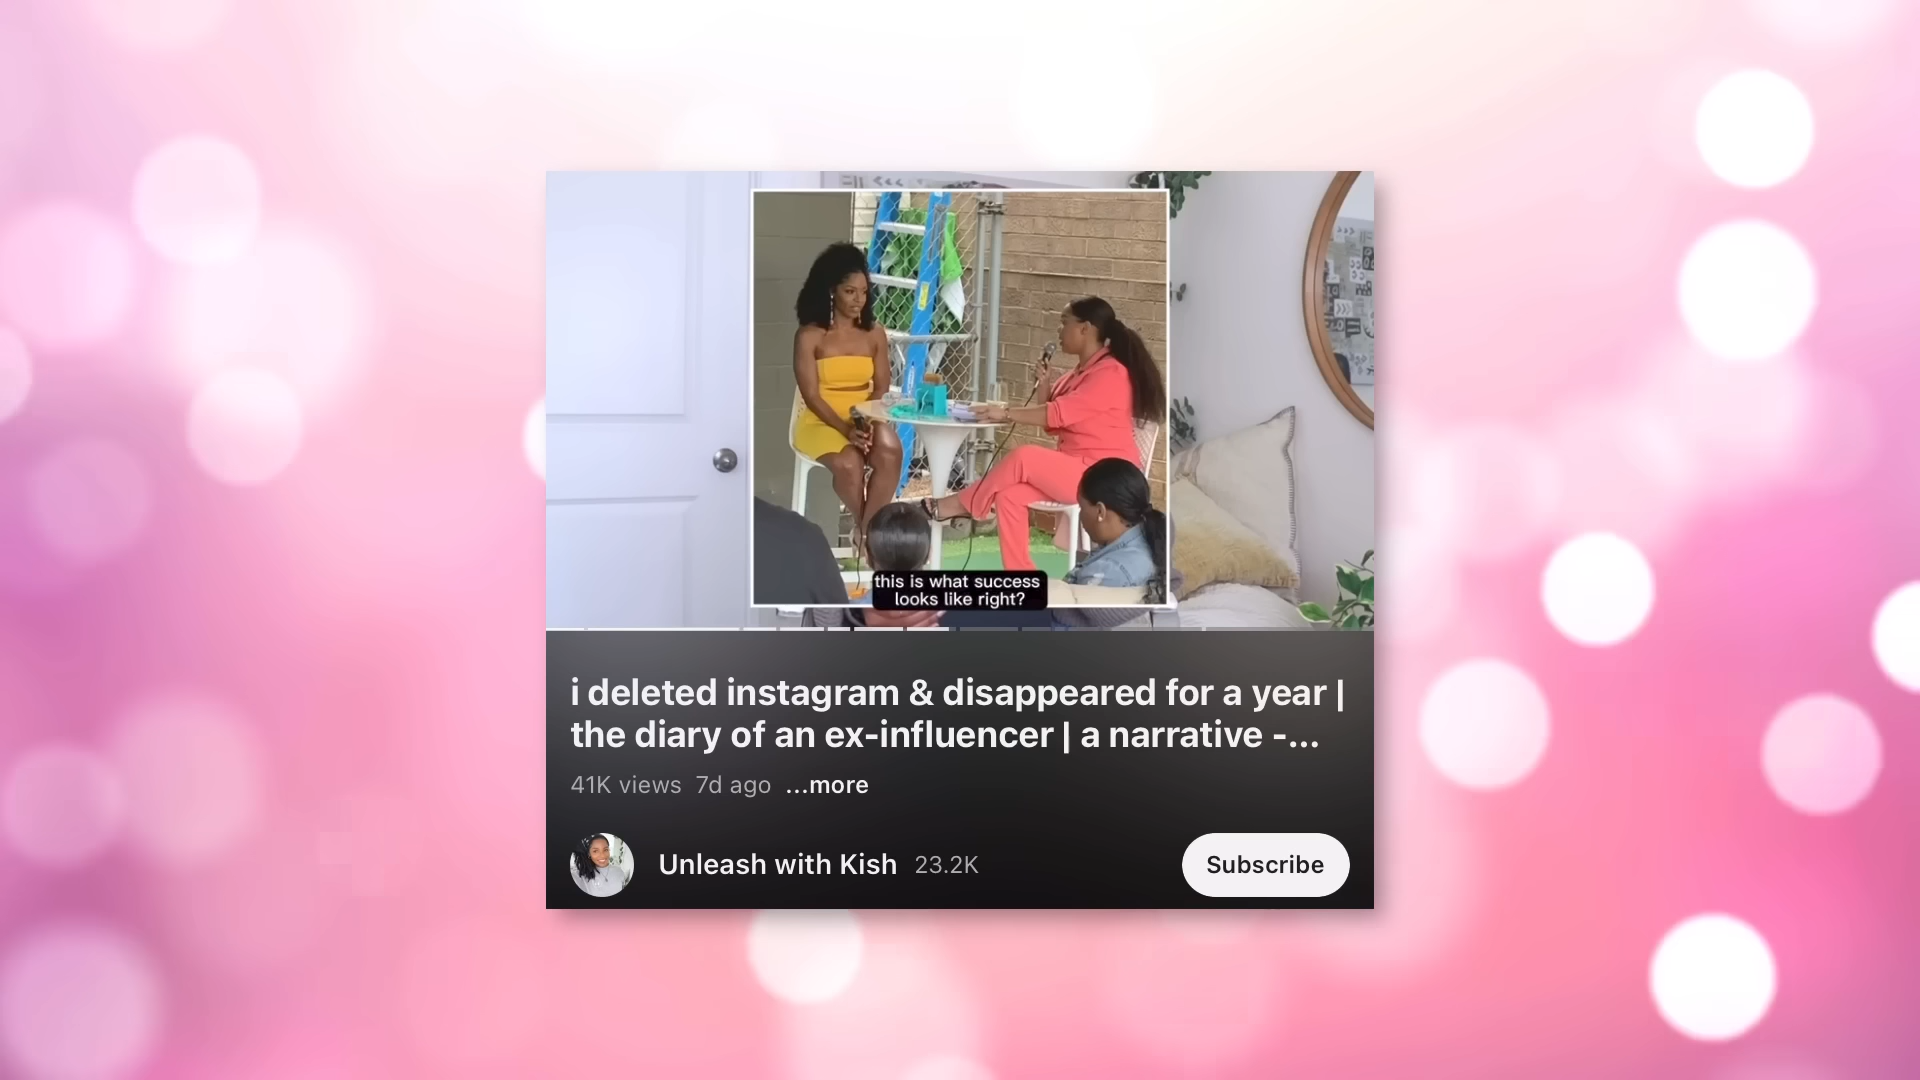 this is what success
looks like right?
i deleted instagram & disappeared for a year |
the diary of an ex-influencer | a narrative -...
41K views 7d ago ...more
Unleash with Kish 23.2K
Subscribe